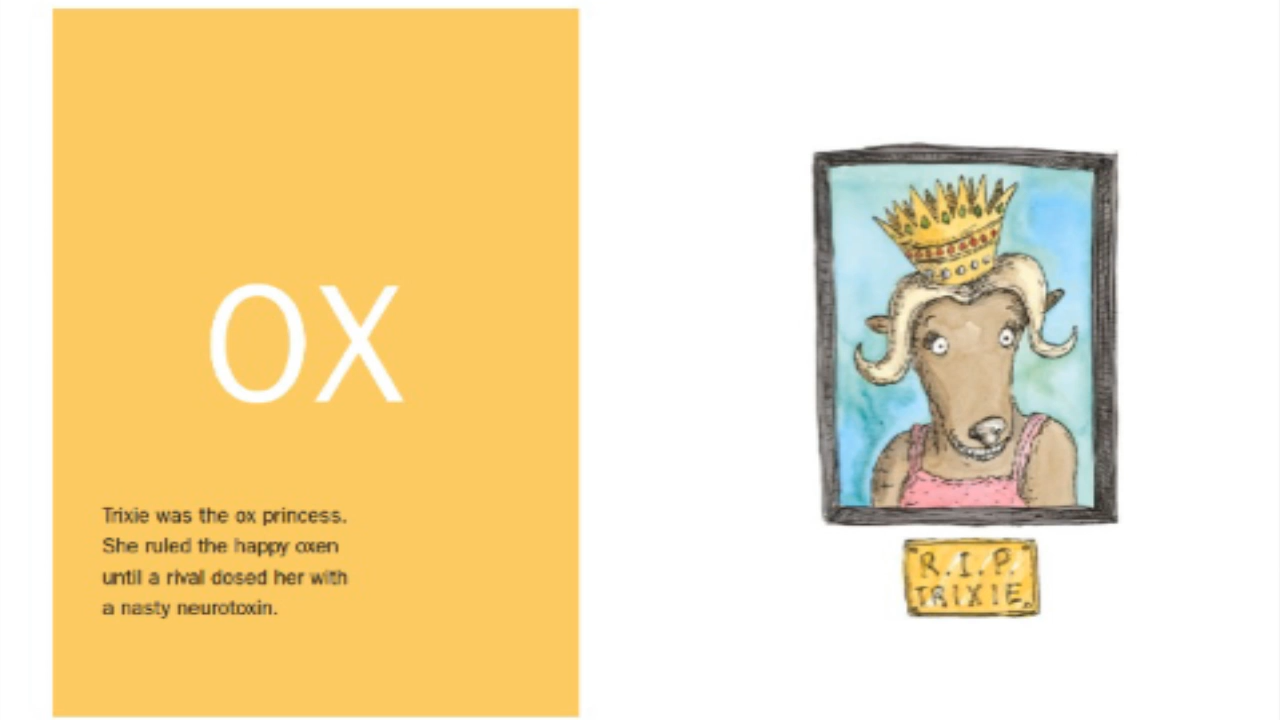 OX
Trixie was the ox princess.
She ruled the happy oxen
until a rival dosed her with
a nasty neurotoxin.
R.I.P.
TRIXIE.